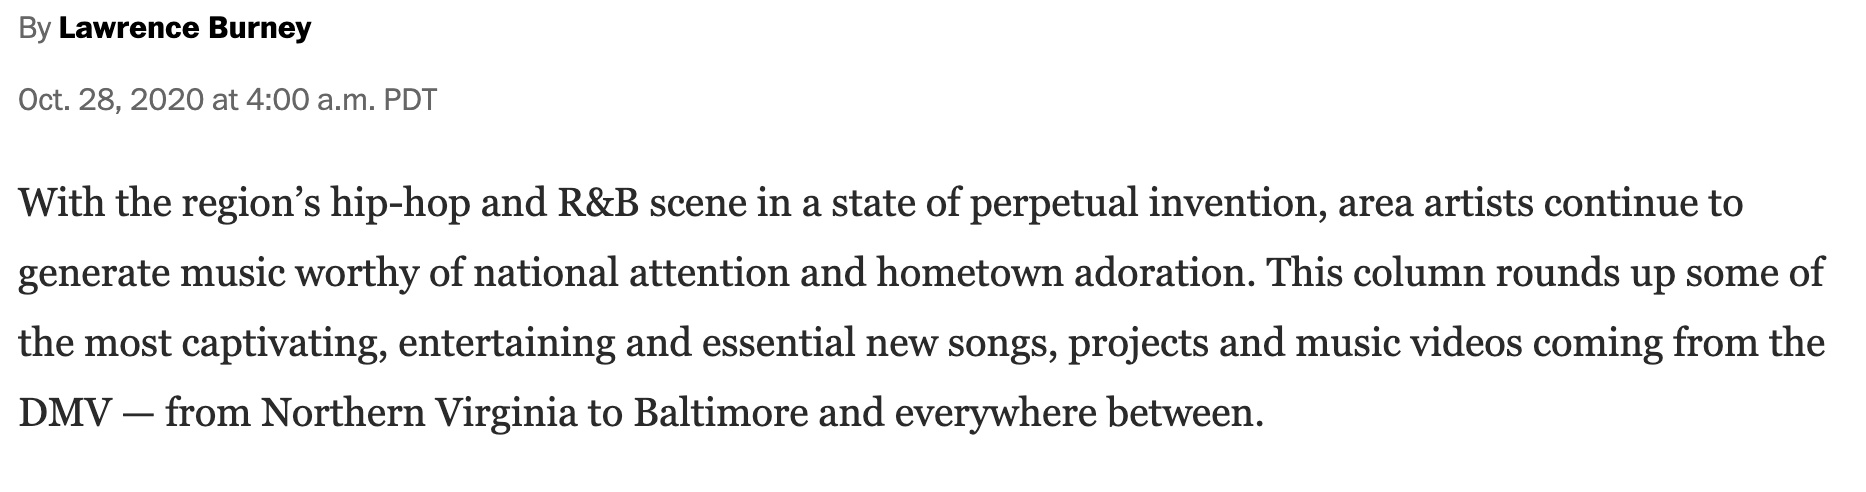 By Lawrence Burney
Oct. 28, 2020 at 4:00 a.m. PDT
With the region’s hip-hop and R&B scene in a state of perpetual invention, area artists continue to
generate music worthy of national attention and hometown adoration. This column rounds up some of
the most captivating, entertaining and essential new songs, projects and music videos coming from the
DMV — from Northern Virginia to Baltimore and everywhere between.